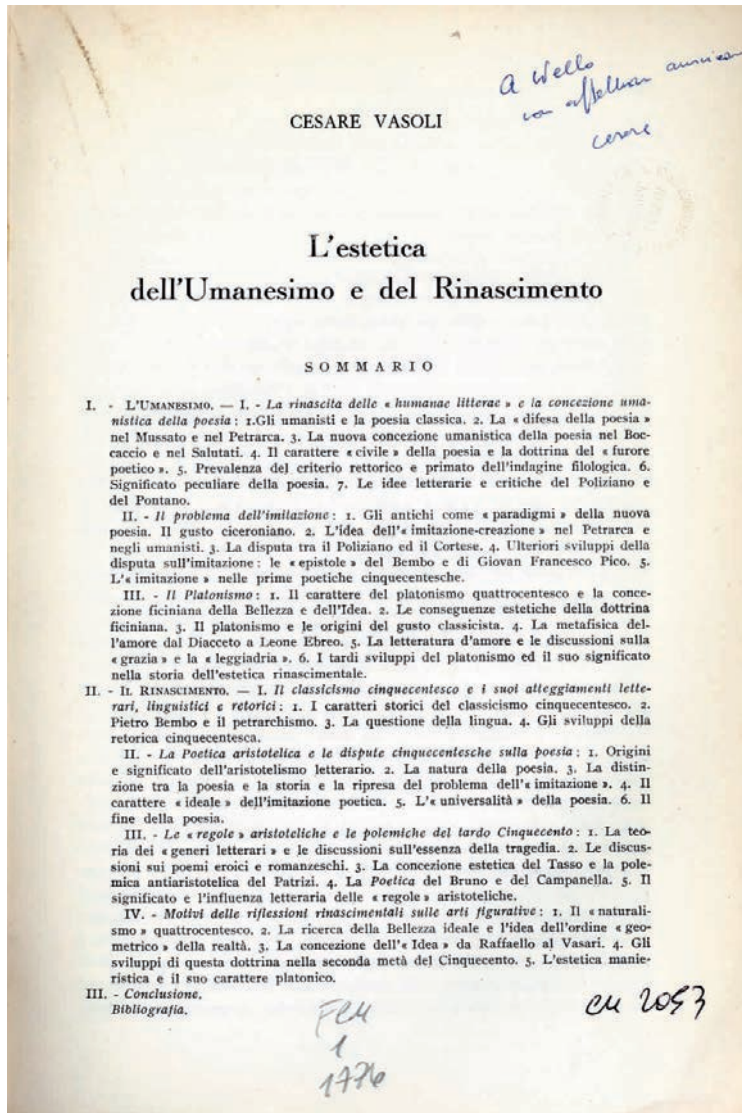 A Nello
con affettuosa amicizia
Cesare
CESARE VASOLI
L'estetica
dell'Umanesimo e del Rinascimento
SOMMARIO
I. - L'UMANESIMO. — I. - La rinascita delle « humanae litterae » e la concezione uma-
nistica della poesia : 1.Gli umanisti e la poesia classica. 2. La « difesa della poesia »
nel Mussato e nel Petrarca. 3. La nuova concezione umanistica della poesia nel Boc-
caccio e nel Salutati. 4. Il carattere « civile » della poesia e la dottrina del « furore
poetico ». 5. Prevalenza del criterio rettorico e primato dell'indagine filologica. 6.
Significato peculiare della poesia. 7. Le idee letterarie e critiche del Poliziano e
del Pontano.
II. - Il problema dell'imitazione : 1. Gli antichi come « paradigmi » della nuova
poesia. Il gusto ciceroniano. 2. L'idea dell'« imitazione-creazione » nel Petrarca e
negli umanisti. 3. La disputa tra il Poliziano ed il Cortese. 4. Ulteriori sviluppi della
disputa sull'imitazione : le « epistole » del Bembo e di Giovan Francesco Pico. 5.
L'« imitazione » nelle prime poetiche cinquecentesche.
III. - Il Platonismo : 1. Il carattere del platonismo quattrocentesco e la conce-
zione ficiniana della Bellezza e dell'Idea. 2. Le conseguenze estetiche della dottrina
ficiniana. 3. Il platonismo e le origini del gusto classicista. 4. La metafisica del-
l'amore dal Diacceto a Leone Ebreo. 5. La letteratura d'amore e le discussioni sulla
« grazia » e la « leggiadria ». 6. I tardi sviluppi del platonismo ed il suo significato
nella storia dell'estetica rinascimentale.
II. - IL RINASCIMENTO. — I. Il classicismo cinquecentesco e i suoi atteggiamenti lette-
rari, linguistici e retorici : 1. I caratteri storici del classicismo cinquecentesco. 2.
Pietro Bembo e il petrarchismo. 3. La questione della lingua. 4. Gli sviluppi della
retorica cinquecentesca.
II. - La Poetica aristotelica e le dispute cinquecentesche sulla poesia : 1. Origini
e significato dell'aristotelismo letterario. 2. La natura della poesia. 3. La distin-
zione tra la poesia e la storia e la ripresa del problema dell'« imitazione ». 4. Il
carattere « ideale » dell'imitazione poetica. 5. L'« universalità » della poesia. 6. Il
fine della poesia.
III. - Le « regole » aristoteliche e le polemiche del tardo Cinquecento : 1. La teo-
ria dei « generi letterari » e le discussioni sull'essenza della tragedia. 2. Le discus-
sioni sui poemi eroici e romanzeschi. 3. La concezione estetica del Tasso e la pole-
mica antiaristotelica del Patrizi. 4. La Poetica del Bruno e del Campanella. 5. Il
significato e l'influenza letteraria delle « regole » aristoteliche.
IV. - Motivi delle riflessioni rinascimentali sulle arti figurative : 1. Il « naturali-
smo » quattrocentesco. 2. La ricerca della Bellezza ideale e l'idea dell'ordine « geo-
metrico » della realtà. 3. La concezione dell'« Idea » da Raffaello al Vasari. 4. Gli
sviluppi di questa dottrina nella seconda metà del Cinquecento. 5. L'estetica manie-
ristica e il suo carattere platonico.
III. - Conclusione.
Bibliografia.
CM 2053
FCM
1
1776